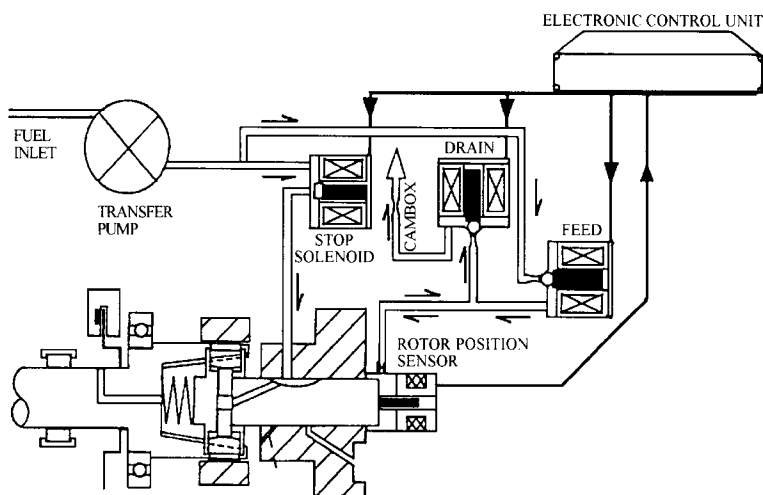 ELECTRONIC CONTROL UNIT
FUEL
INLET
TRANSFER
PUMP
STOP
SOLENOID
CAMBOX
DRAIN
FEED
ROTOR POSITION
SENSOR